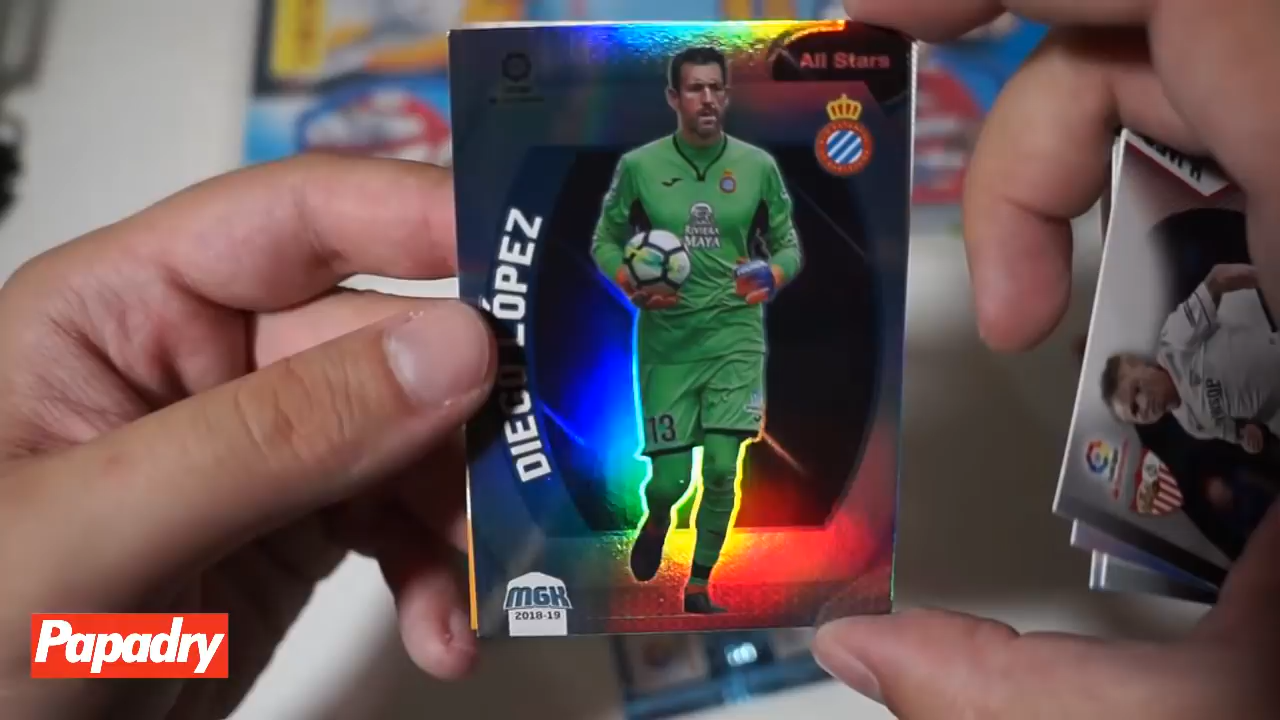 All Stars
DIEGO LÓPEZ
RIVIERA
MAYA
13
MGK
2018-19
Papadry